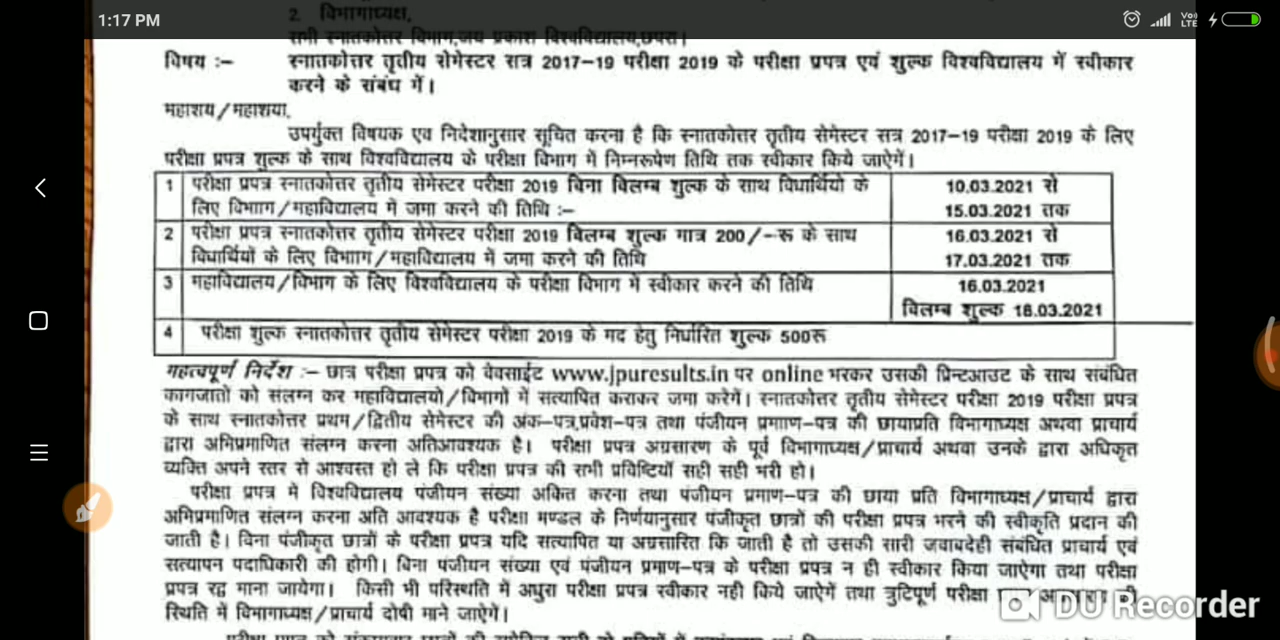 1:17 PM
2. विभागाध्यक्ष,
सभी स्नातकोत्तर विभाग,जय प्रकाश विश्वविद्यालय,छपरा।
विषय :– स्नातकोत्तर तृतीय सेमेस्टर सत्र 2017-19 परीक्षा 2019 के परीक्षा प्रपत्र एवं शुल्क विश्वविद्यालय में स्वीकार
करने के संबंध में।
महाशय/महाशया,
उपर्युक्त विषयक एव निदेशानुसार सूचित करना है कि स्नातकोत्तर तृतीय सेमेस्टर सत्र 2017-19 परीक्षा 2019 के लिए
परीक्षा प्रपत्र शुल्क के साथ विश्वविद्यालय के परीक्षा विभाग में निम्नरूपेण तिथि तक स्वीकार किये जाऐगें।
1 परीक्षा प्रपत्र स्नातकोत्तर तृतीय सेमेस्टर परीक्षा 2019 बिना विलम्ब शुल्क के साथ विधार्थियो के 10.03.2021 से
लिए विभााग/महाविद्यालय मे जमा करने की तिथि :– 15.03.2021 तक
2 परीक्षा प्रपत्र स्नातकोत्तर तृतीय सेमेस्टर परीक्षा 2019 विलम्ब शुल्क मात्र 200/–रू के साथ 16.03.2021 से
विधार्थियों के लिए विभााग/महाविद्यालय में जमा करने की तिथि 17.03.2021 तक
3 महाविद्यालय/विभाग के लिए विश्वविद्यालय के परीक्षा विभाग में स्वीकार करने की तिथि 16.03.2021
विलम्ब शुल्क 18.03.2021
4 परीक्षा शुल्क स्नातकोत्तर तृतीय सेमेस्टर परीक्षा 2019 के मद हेतु निर्धारित शुल्क 500रू
महत्वपूर्ण निर्देश :– छात्र परीक्षा प्रपत्र को वेवसाईट www.jpuresults.in पर online भरकर उसकी प्रिन्टआउट के साथ संबंधित
कागजातों को संलग्न कर महाविद्यालयो/विभागों में सत्यापित कराकर जमा करेगें। स्नातकोत्तर तृतीय सेमेस्टर परीक्षा 2019 परीक्षा प्रपत्र
के साथ स्नातकोत्तर प्रथम/द्वितीय सेमेस्टर की अंक-पत्र,प्रवेश-पत्र तथा पंजीयन प्रमााण-पत्र की छायाप्रति विभागाध्यक्ष अथवा प्राचार्य
द्वारा अभिप्रमाणित संलग्न करना अतिआवश्यक है। परीक्षा प्रपत्र अग्रसारण के पूर्व विभागाध्यक्ष/प्राचार्य अथवा उनके द्वारा अधिकृत
व्यक्ति अपने स्तर से आश्वस्त हो ले कि परीक्षा प्रपत्र की सभी प्रविष्टियाँ सही सही भरी हो।
परीक्षा प्रपत्र मे विश्वविद्यालय पंजीयन संख्या अकित करना तथा पंजीयन प्रमाण-पत्र की छाया प्रति विभागाध्यक्ष/प्राचार्य द्वारा
अभिप्रमाणित संलग्न करना अति आवश्यक है परीक्षा मण्डल के निर्णयानुसार पंजीकृत छात्रों की परीक्षा प्रपत्र भरने की स्वीकृति प्रदान की
जाती है। बिना पंजीकृत छात्रों के परीक्षा प्रपत्र यदि सत्यापित या अग्रसारित कि जाती है तो उसकी सारी जवाबदेही संबंधित प्राचार्य एवं
सत्यापन पदाधिकारी की होगी। बिना पंजीयन संख्या एवं पंजीयन प्रमाण-पत्र के परीक्षा प्रपत्र न ही स्वीकार किया जाऐगा तथा परीक्षा
प्रपत्र रद्व माना जायेगा। किसी भी परिस्थिति मे अधुरा परीक्षा प्रपत्र स्वीकार नही किये जाऐगें तथा त्रुटिपूर्ण परीक्षा
स्थिति में विभागाध्यक्ष/प्राचार्य दोषी माने जाऐगें।
DU Recorder